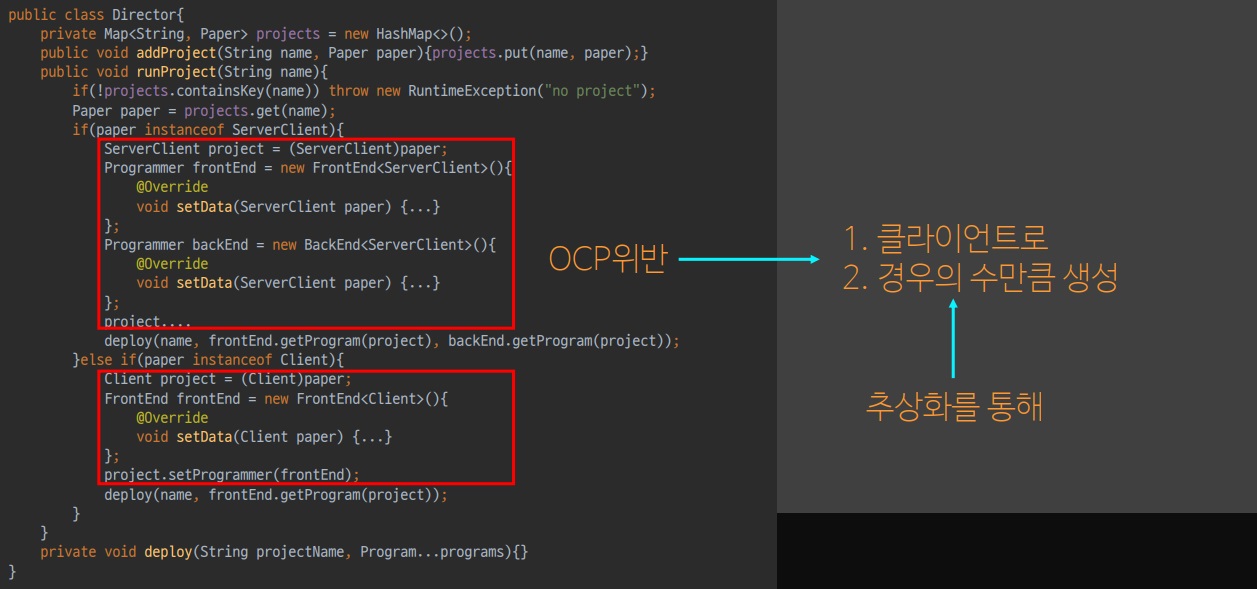 public class Director{
    private Map<String, Paper> projects = new HashMap<>();
    public void addProject(String name, Paper paper){projects.put(name, paper);}
    public void runProject(String name){
        if(!projects.containsKey(name)) throw new RuntimeException("no project");
        Paper paper = projects.get(name);
        if(paper instanceof ServerClient){
            ServerClient project = (ServerClient)paper;
            Programmer frontEnd = new FrontEnd<ServerClient>(){
                @Override
                void setData(ServerClient paper) {...}
            };
            Programmer backEnd = new BackEnd<ServerClient>(){
                @Override
                void setData(ServerClient paper) {...}
            };
            project....
            deploy(name, frontEnd.getProgram(project), backEnd.getProgram(project));
        }else if(paper instanceof Client){
            Client project = (Client)paper;
            FrontEnd frontEnd = new FrontEnd<Client>(){
                @Override
                void setData(Client paper) {...}
            };
            project.setProgrammer(frontEnd);
            deploy(name, frontEnd.getProgram(project));
        }
    }
    private void deploy(String projectName, Program...programs){}
}
OCP위반
1. 클라이언트로
2. 경우의 수만큼 생성
추상화를 통해